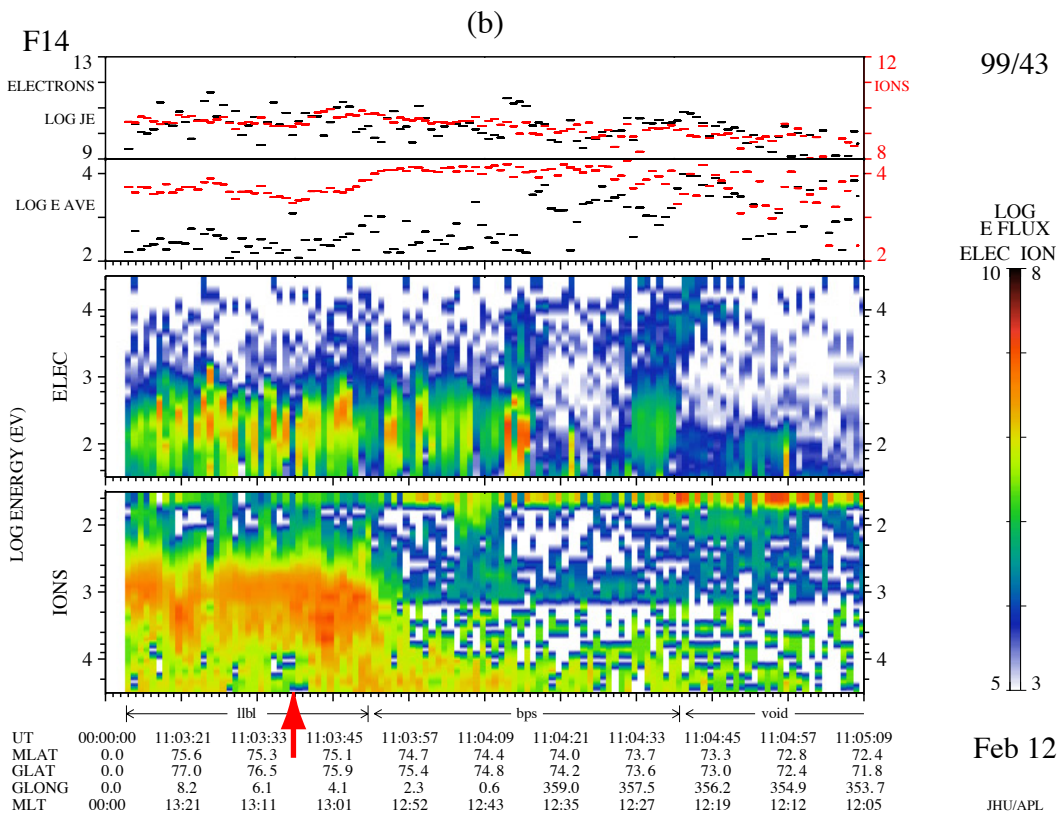 (b)
F14
99/43
13
12
ELECTRONS
IONS
LOG JE
9
8
4
4
LOG E AVE
2
2
LOG
E FLUX
ELEC ION
10
8
4
ELEC
3
2
LOG ENERGY (EV)
2
IONS
3
4
5
3
llbl
bps
void
UT 00:00:00 11:03:21 11:03:33 11:03:45 11:03:57 11:04:09 11:04:21 11:04:33 11:04:45 11:04:57 11:05:09
MLAT 0.0 75.6 75.3 75.1 74.7 74.4 74.0 73.7 73.3 72.8 72.4
GLAT 0.0 77.0 76.5 75.9 75.4 74.8 74.2 73.6 73.0 72.4 71.8
GLONG 0.0 8.2 6.1 4.1 2.3 0.6 359.0 357.5 356.2 354.9 353.7
MLT 00:00 13:21 13:11 13:01 12:52 12:43 12:35 12:27 12:19 12:12 12:05
Feb 12
JHU/APL